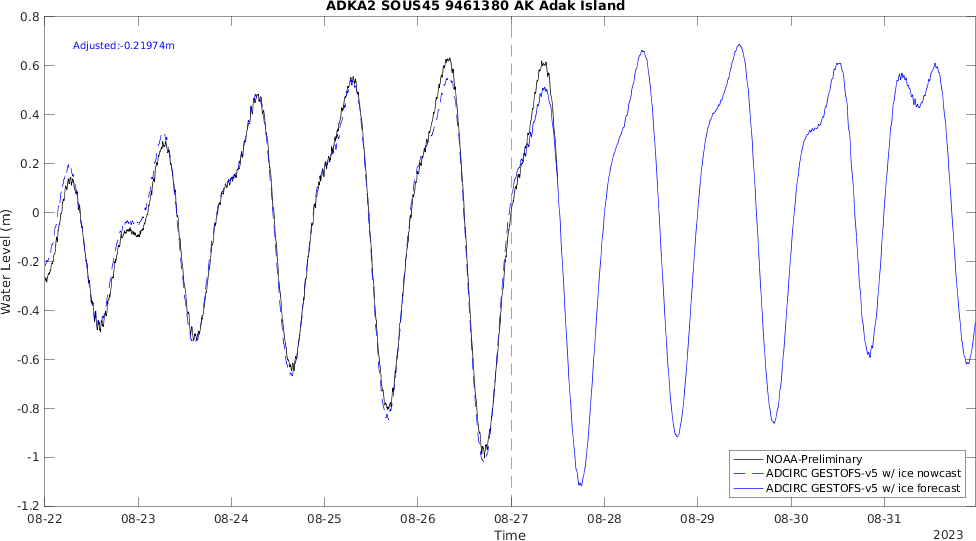 ADKA2 SOUS45 9461380 AK Adak Island
Adjusted:-0.21974m
0.8
0.6
0.4
0.2
0
-0.2
-0.4
-0.6
-0.8
-1
-1.2
Water Level (m)
NOAA-Preliminary
ADCIRC GESTOFS-v5 w/ ice nowcast
ADCIRC GESTOFS-v5 w/ ice forecast
08-22 08-23 08-24 08-25 08-26 08-27 08-28 08-29 08-30 08-31
Time
2023